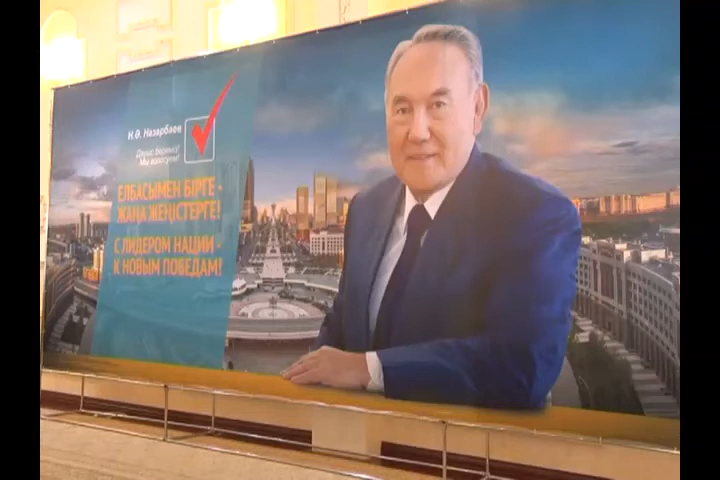 Н.Ә. Назарбаев
Дауыс береміз!
Мы голосуем!
ЕЛБАСЫМЕН БІРГЕ -
ЖАҢА ЖЕҢІСТЕРГЕ!
С ЛИДЕРОМ НАЦИИ -
К НОВЫМ ПОБЕДАМ!